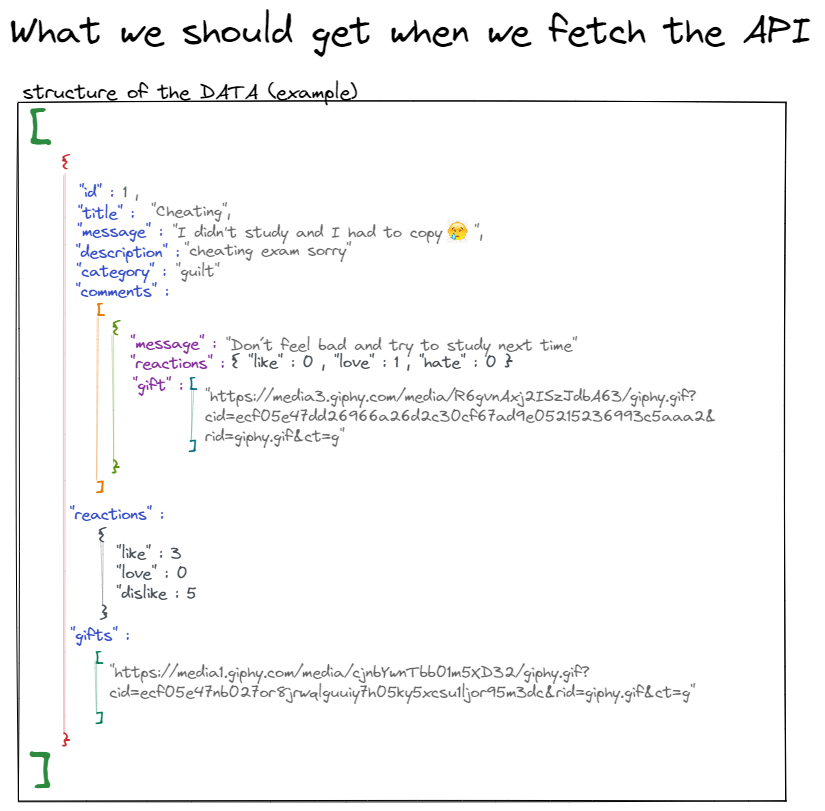 What we should get when we fetch the API
structure of the DATA (example)
[
{
"id" : 1 ,
"title" : "Cheating",
"message" : "I didn't study and I had to copy 😢 ",
"description" : "cheating exam sorry"
"category" : "guilt"
"comments" :
[
{
"message" : "Don't feel bad and try to study next time"
"reactions" : { "like" : 0 , "love" : 1 , "hate" : 0 }
"gift" : [
"https://media3.giphy.com/media/R6gvnAxj2ISzJdbA63/giphy.gif?
cid=ecf05e47dd26966a26d2c30cf67ad9e05215236993c5aaa2&
rid=giphy.gif&ct=g"
]
}
]
"reactions" :
{
"like" : 3
"love" : 0
"dislike : 5
}
"gifts" :
[
"https://media1.giphy.com/media/cjnbYwnTbb01m5xD32/giphy.gif?
cid=ecf05e47nb027or8jrwalguuiy7h05ky5xcsu1ljor95m3dc&rid=giphy.gif&ct=g"
]
}
]